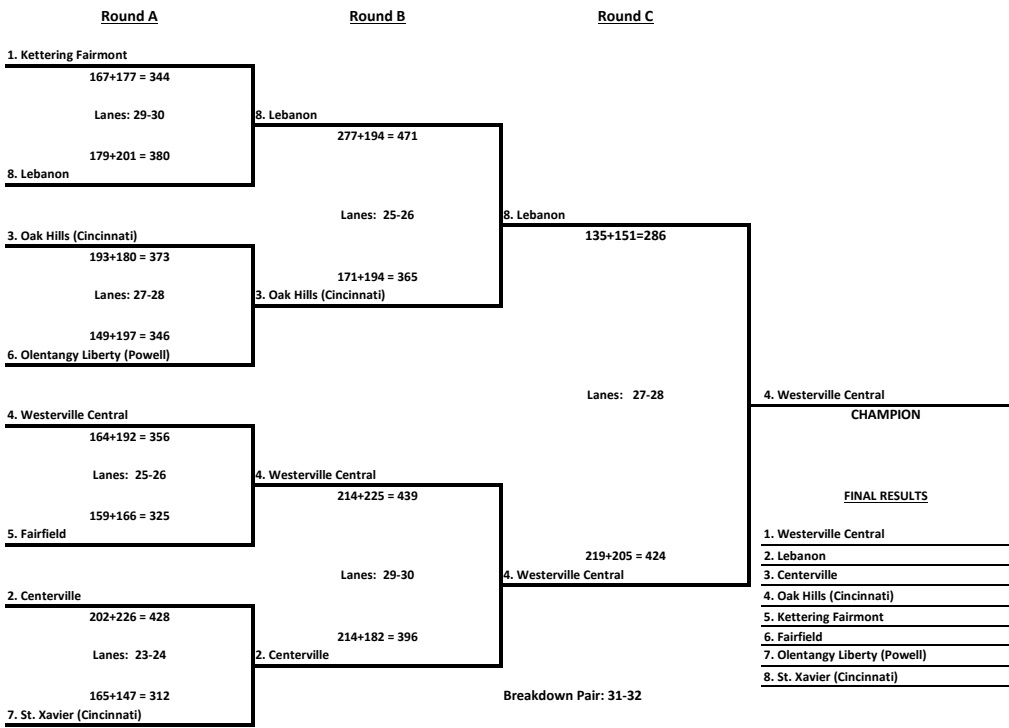 Round A
Round B
Round C
1. Kettering Fairmont
167+177 = 344
Lanes: 29-30
179+201 = 380
8. Lebanon
8. Lebanon
277+194 = 471
Lanes: 25-26
171+194 = 365
3. Oak Hills (Cincinnati)
3. Oak Hills (Cincinnati)
193+180 = 373
Lanes: 27-28
149+197 = 346
6. Olentangy Liberty (Powell)
8. Lebanon
135+151=286
Lanes: 27-28
219+205 = 424
4. Westerville Central
4. Westerville Central
164+192 = 356
Lanes: 25-26
159+166 = 325
5. Fairfield
4. Westerville Central
214+225 = 439
Lanes: 29-30
214+182 = 396
2. Centerville
2. Centerville
202+226 = 428
Lanes: 23-24
165+147 = 312
7. St. Xavier (Cincinnati)
Breakdown Pair: 31-32
4. Westerville Central
CHAMPION
FINAL RESULTS
1. Westerville Central
2. Lebanon
3. Centerville
4. Oak Hills (Cincinnati)
5. Kettering Fairmont
6. Fairfield
7. Olentangy Liberty (Powell)
8. St. Xavier (Cincinnati)